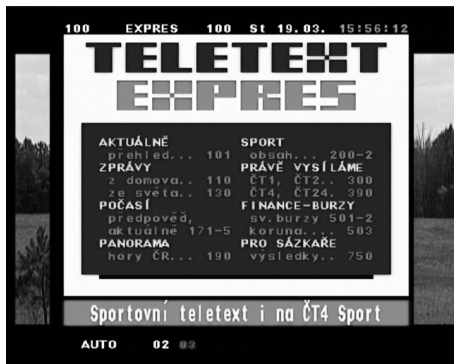 100 EXPRES 100 St 19.03. 15:56:12
TELETEXT
EXPRES
AKTUÁLNĚ SPORT
přehled... 101 obsah... 200-2
ZPRÁVY PRÁVĚ VYSÍLÁME
z domova.. 110 ČT1, ČT2.. 300
ze světa.. 130 ČT4, ČT24. 390
POČASÍ FINANCE-BURZY
předpověď, sv.burzy 501-2
aktuálně 171-5 koruna.... 503
PANORAMA PRO SÁZKAŘE
hory ČR... 190 výsledky.. 750
Sportovní teletext i na ČT4 Sport
AUTO 02 03